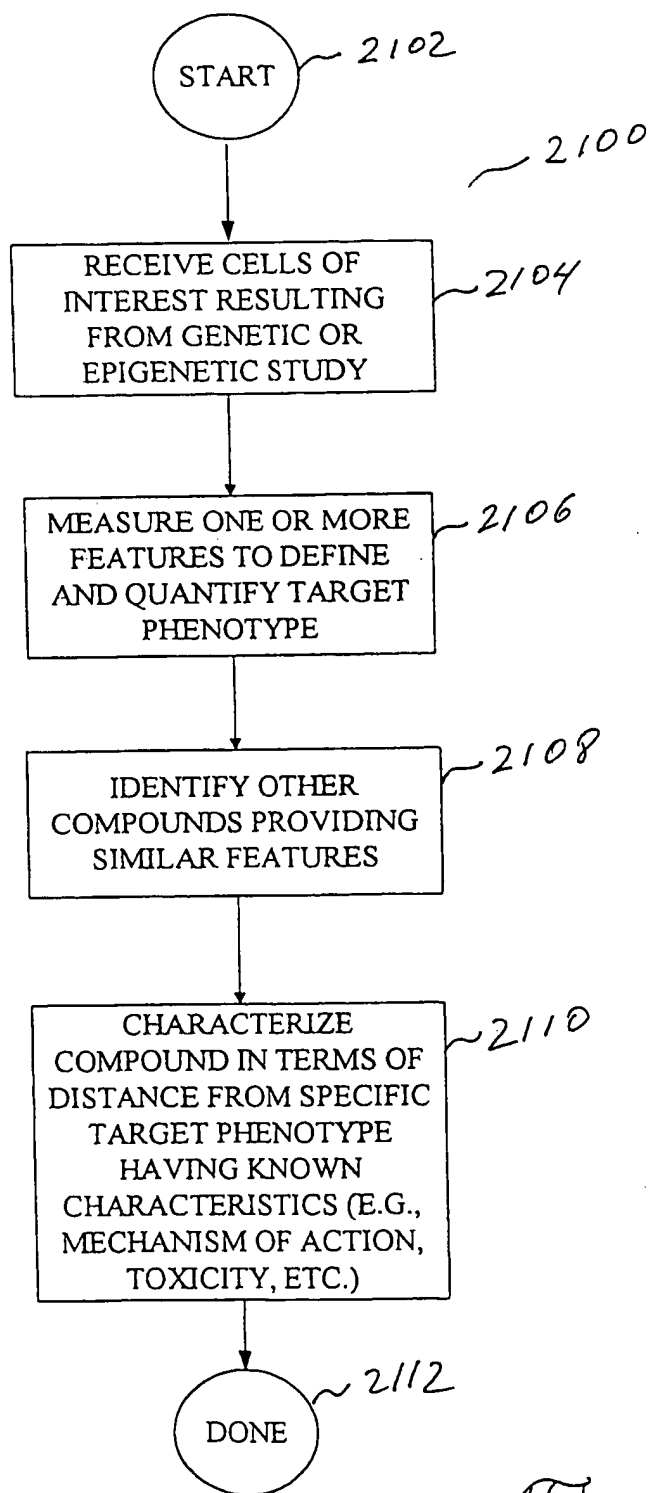 START
2102
2100
RECEIVE CELLS OF
INTEREST RESULTING
FROM GENETIC OR
EPIGENETIC STUDY
2104
MEASURE ONE OR MORE
FEATURES TO DEFINE
AND QUANTIFY TARGET
PHENOTYPE
2106
IDENTIFY OTHER
COMPOUNDS PROVIDING
SIMILAR FEATURES
2108
CHARACTERIZE
COMPOUND IN TERMS OF
DISTANCE FROM SPECIFIC
TARGET PHENOTYPE
HAVING KNOWN
CHARACTERISTICS (E.G.,
MECHANISM OF ACTION,
TOXICITY, ETC.)
2110
DONE
2112